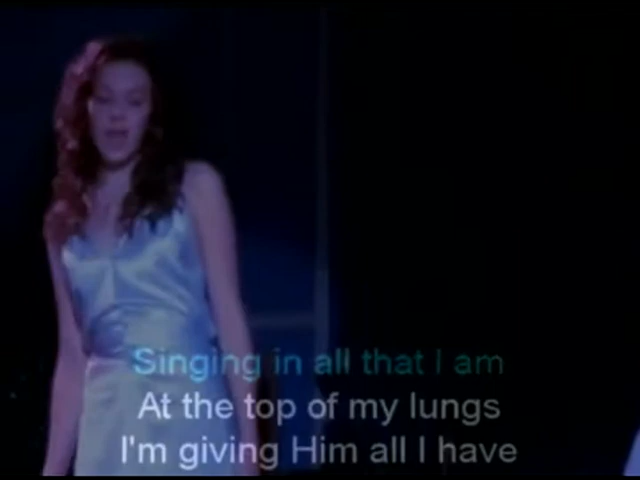 Singing in all that I am
At the top of my lungs
I'm giving Him all I have